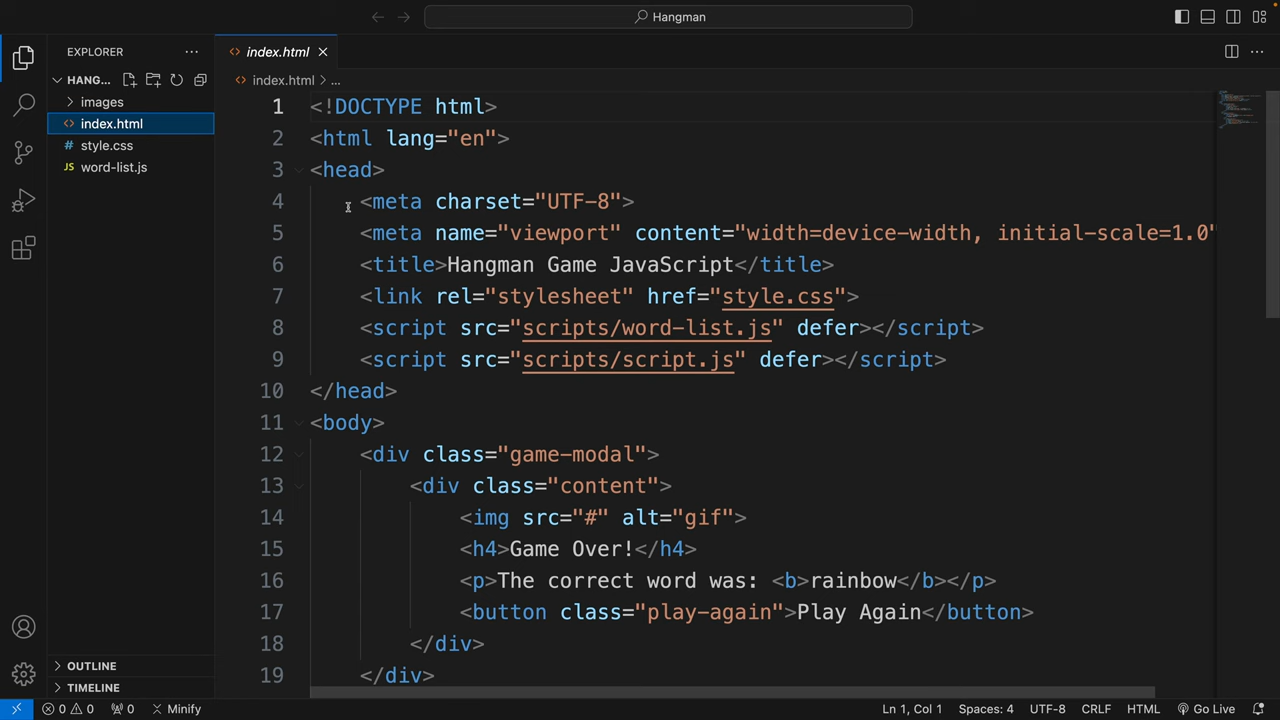 Hangman
EXPLORER
index.html
HANG...
index.html > ...
images
index.html
style.css
JS word-list.js
1 <!DOCTYPE html>
2 <html lang="en">
3 <head>
4 <meta charset="UTF-8">
5 <meta name="viewport" content="width=device-width, initial-scale=1.0"
6 <title>Hangman Game JavaScript</title>
7 <link rel="stylesheet" href="style.css">
8 <script src="scripts/word-list.js" defer></script>
9 <script src="scripts/script.js" defer></script>
10 </head>
11 <body>
12 <div class="game-modal">
13 <div class="content">
14 <img src="#" alt="gif">
15 <h4>Game Over!</h4>
16 <p>The correct word was: <b>rainbow</b></p>
17 <button class="play-again">Play Again</button>
18 </div>
19 </div>
OUTLINE
TIMELINE
0 0 0 Minify Ln 1, Col 1 Spaces: 4 UTF-8 CRLF HTML Go Live